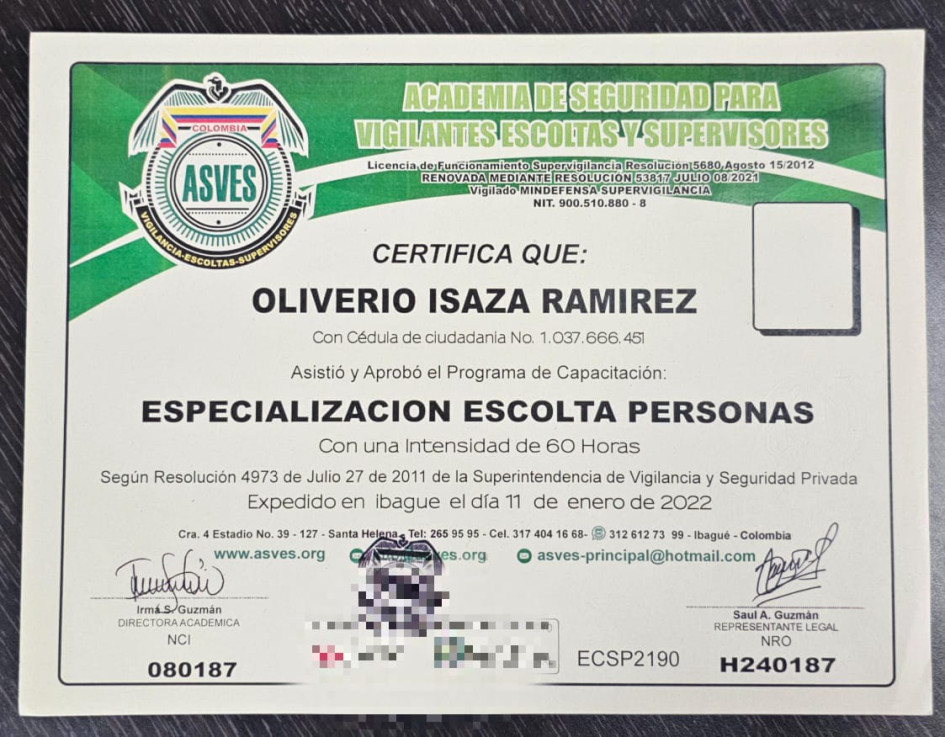 ACADEMIA DE SEGURIDAD PARA
VIGILANTES ESCOLTAS Y SUPERVISORES
COLOMBIA
ASVES
VIGILANCIA-ESCOLTAS-SUPERVISORES
Licencia de Funcionamiento Supervigilancia Resolución 5680, Agosto 15/2012
RENOVADA MEDIANTE RESOLUCIÓN 53817 JULIO 08/2021
Vigilado MINDEFENSA-SUPERVIGILANCIA
NIT. 900.510.880 - 8
CERTIFICA QUE:
OLIVERIO ISAZA RAMIREZ
Con Cédula de ciudadania No. 1.037.666.451
Asistió y Aprobó el Programa de Capacitación:
ESPECIALIZACION ESCOLTA PERSONAS
Con una Intensidad de 60 Horas
Según Resolución 4973 de Julio 27 de 2011 de la Superintendencia de Vigilancia y Seguridad Privada
Expedido en ibague el día 11 de enero de 2022
Cra. 4 Estadio No. 39 - 127 - Santa Helena, Tel: 265 95 95 - Cel. 317 404 16 68- 312 612 73 99 - Ibagué - Colombia
www.asves.org es.org asves-principal@hotmail.com
Irma S. Guzmán
DIRECTORA ACADEMICA
NCI
080187
ECSP2190
Saul A. Guzmán
REPRESENTANTE LEGAL
NRO
H240187